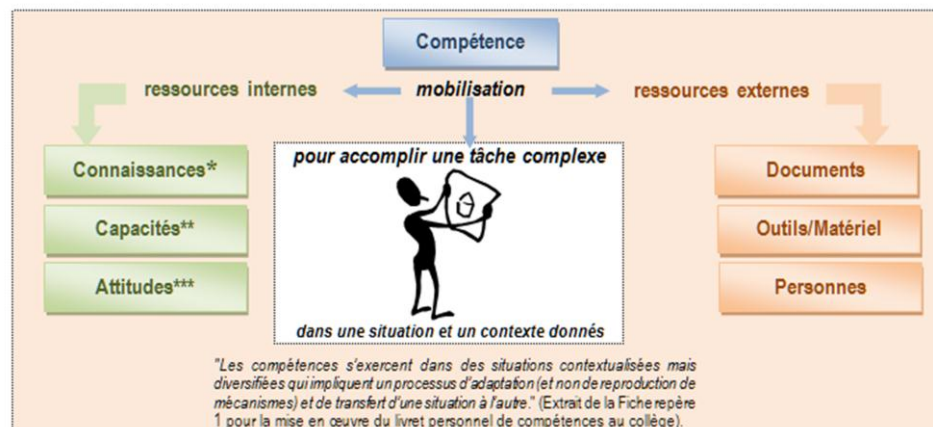 Compétence
ressources internes
mobilisation
ressources externes
pour accomplir une tâche complexe
Connaissances*
Documents
Capacités**
Outils/Matériel
Attitudes***
Personnes
dans une situation et un contexte donnés
"Les compétences s'exercent dans des situations contextualisées mais
diversifiées qui impliquent un processus d'adaptation (et non de reproduction de
mécanismes) et de transfert d'une situation à l'autre." (Extrait de la Fiche repère
1 pour la mise en œuvre du livret personnel de compétences au collège).